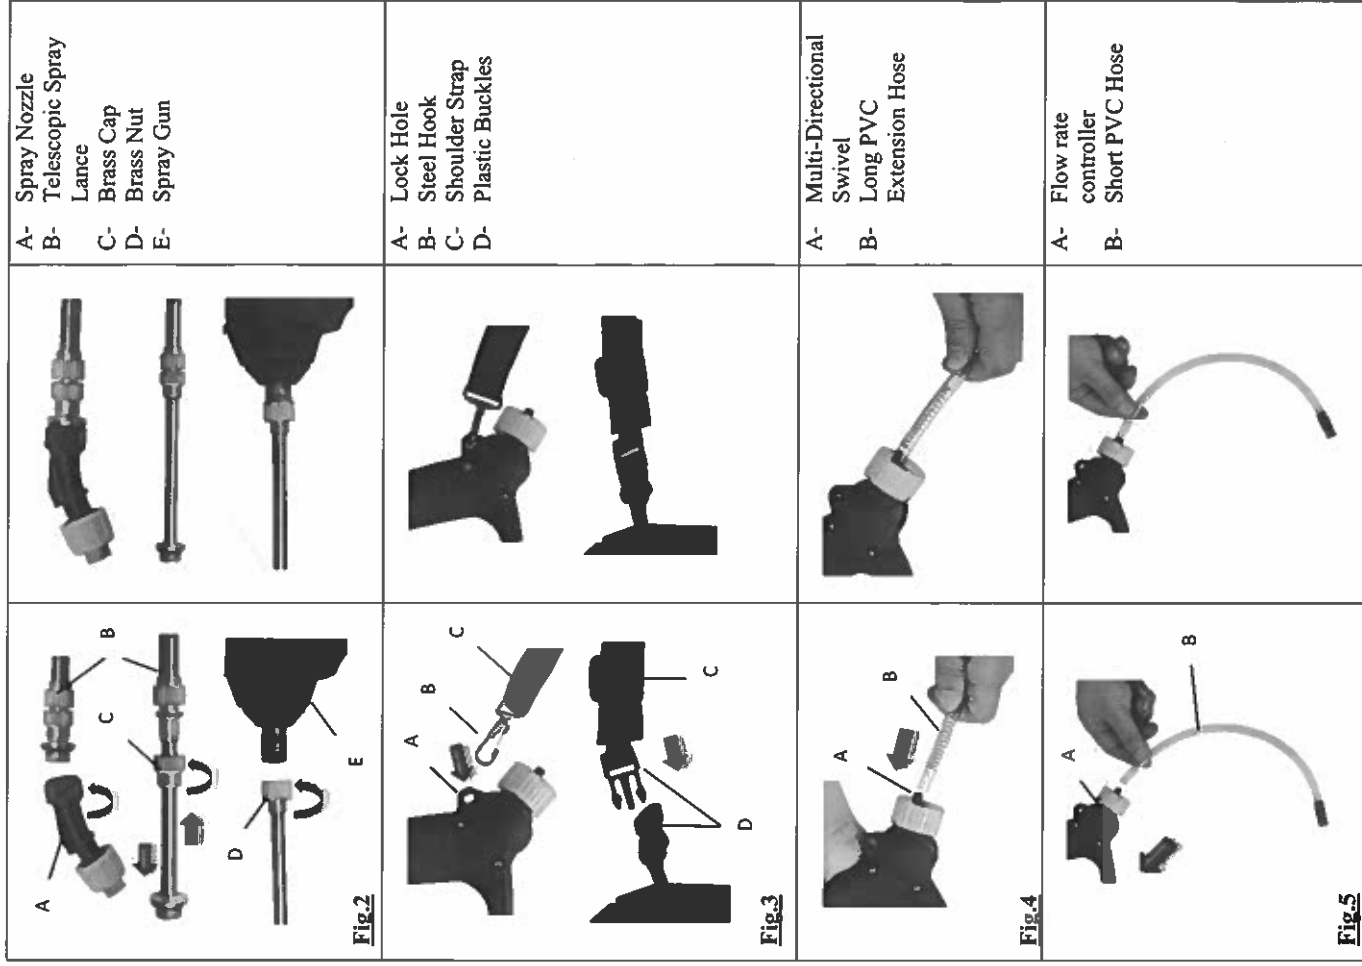 A
C B
D
E
Fig.2
A- Spray Nozzle
B- Telescopic Spray
Lance
C- Brass Cap
D- Brass Nut
E- Spray Gun
A
B
C
C
D
Fig.3
A- Lock Hole
B- Steel Hook
C- Shoulder Strap
D- Plastic Buckles
A
B
Fig.4
A- Multi-Directional
Swivel
B- Long PVC
Extension Hose
A
B
Fig.5
A- Flow rate
controller
B- Short PVC Hose